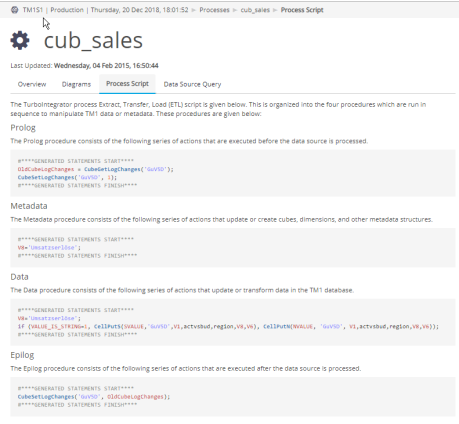 TM1S1 | Production | Thursday, 20 Dec 2018, 18:01:52 ► Processes ► cub_sales ► Process Script
cub_sales
Last Updated: Wednesday, 04 Feb 2015, 16:50:44
Overview Diagrams Process Script Data Source Query
The TurboIntegrator process Extract, Transfer, Load (ETL) script is given below. This is organized into the four procedures which are run in
sequence to manipulate TM1 data or metadata. These procedures are given below:
Prolog
The Prolog procedure consists of the following series of actions that are executed before the data source is processed.
#****GENERATED STATEMENTS START****
OldCubeLogChanges = CubeGetLogChanges('GuV5D');
CubeSetLogChanges('GuV5D', 1);
#****GENERATED STATEMENTS FINISH****
Metadata
The Metadata procedure consists of the following series of actions that update or create cubes, dimensions, and other metadata structures.
#****GENERATED STATEMENTS START****
V8='Umsatzserlöse';
#****GENERATED STATEMENTS FINISH****
Data
The Data procedure consists of the following series of actions that update or transform data in the TM1 database.
#****GENERATED STATEMENTS START****
V8='Umsatzserlöse';
if (VALUE_IS_STRING=1, CellPutS(SVALUE,'GuV5D',V1,actvsbud,region,V8,V6), CellPutN(NVALUE, 'GuV5D', V1,actvsbud,region,V8,V6));
#****GENERATED STATEMENTS FINISH****
Epilog
The Epilog procedure consists of the following series of actions that are executed after the data source is processed.
#****GENERATED STATEMENTS START****
CubeSetLogChanges('GuV5D', OldCubeLogChanges);
#****GENERATED STATEMENTS FINISH****